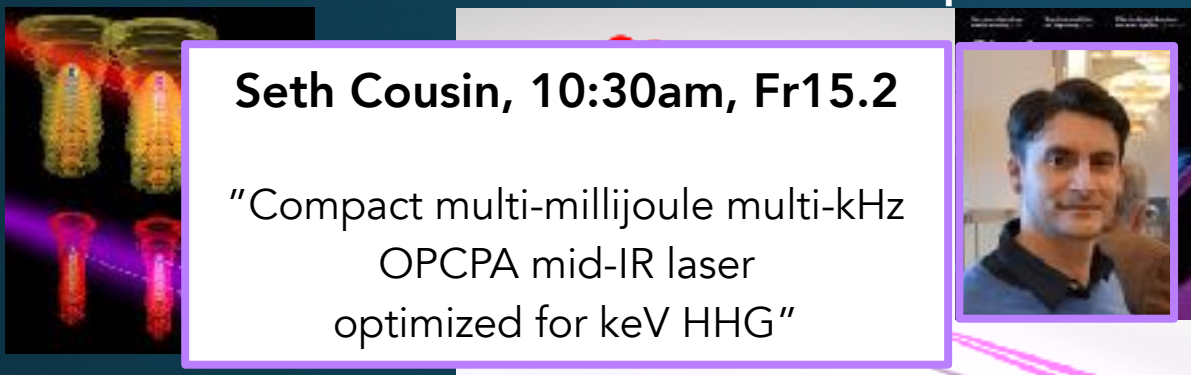 Seth Cousin, 10:30am, Fr15.2
"Compact multi-millijoule multi-kHz
OPCPA mid-IR laser
optimized for keV HHG"